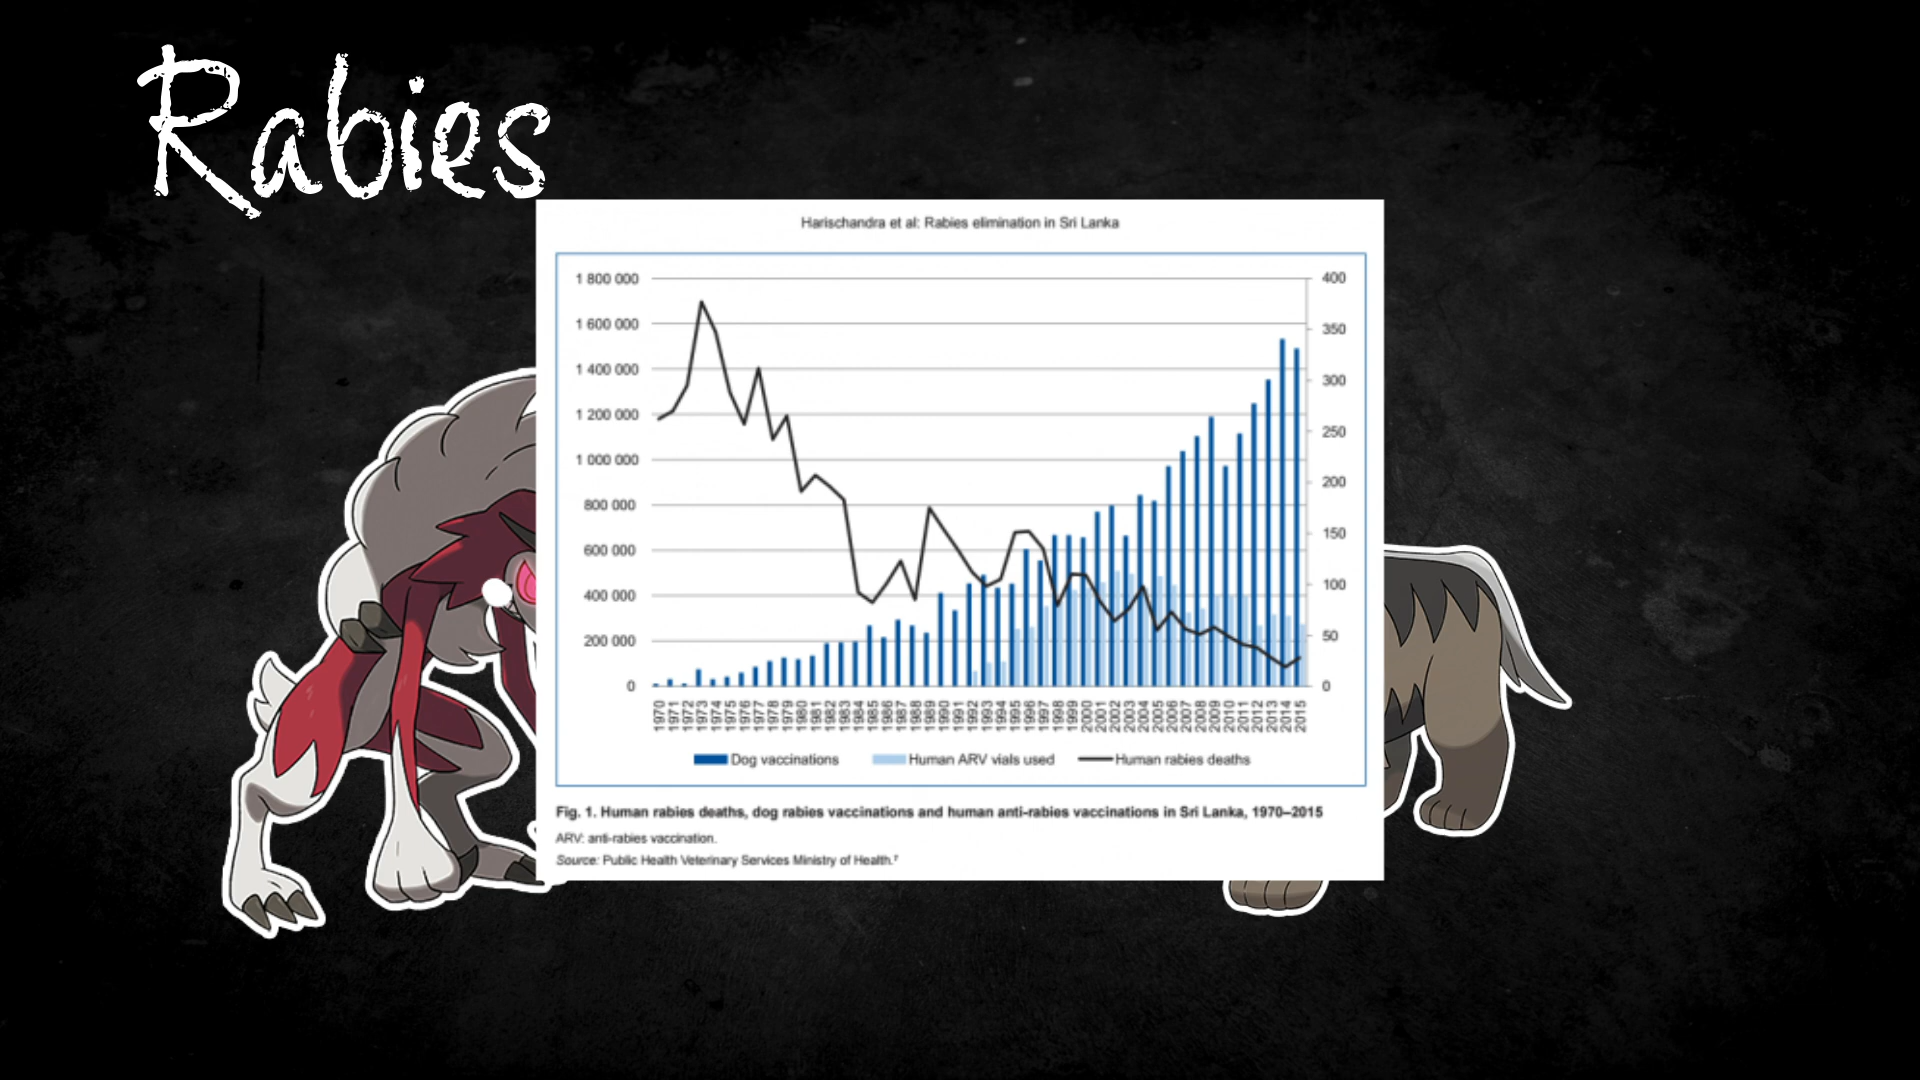 Rabies
Harischandra et al: Rabies elimination in Sri Lanka
1 800 000
1 600 000
1 400 000
1 200 000
1 000 000
800 000
600 000
400 000
200 000
0
400
350
300
250
200
150
100
50
0
1970 1971 1972 1973 1974 1975 1976 1977 1978 1979 1980 1981 1982 1983 1984 1985 1986 1987 1988 1989 1990 1991 1992 1993 1994 1995 1996 1997 1998 1999 2000 2001 2002 2003 2004 2005 2006 2007 2008 2009 2010 2011 2012 2013 2014 2015
Dog vaccinations Human ARV vials used Human rabies deaths
Fig. 1. Human rabies deaths, dog rabies vaccinations and human anti-rabies vaccinations in Sri Lanka, 1970–2015
ARV: anti-rabies vaccination.
Source: Public Health Veterinary Services Ministry of Health.⁷